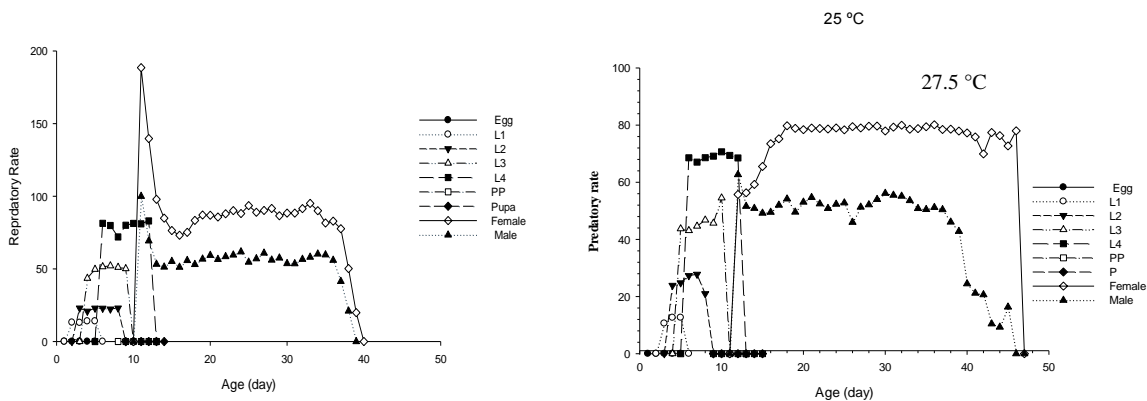 25 ºC
Reprdatory Rate
200
150
100
50
0
0
10
20
30
40
50
Age (day)
Egg
L1
L2
L3
L4
PP
Pupa
Female
Male
27.5 °C
Predatory rate
100
80
60
40
20
0
0
10
20
30
40
50
Age (day)
Egg
L1
L2
L3
L4
PP
P
Female
Male